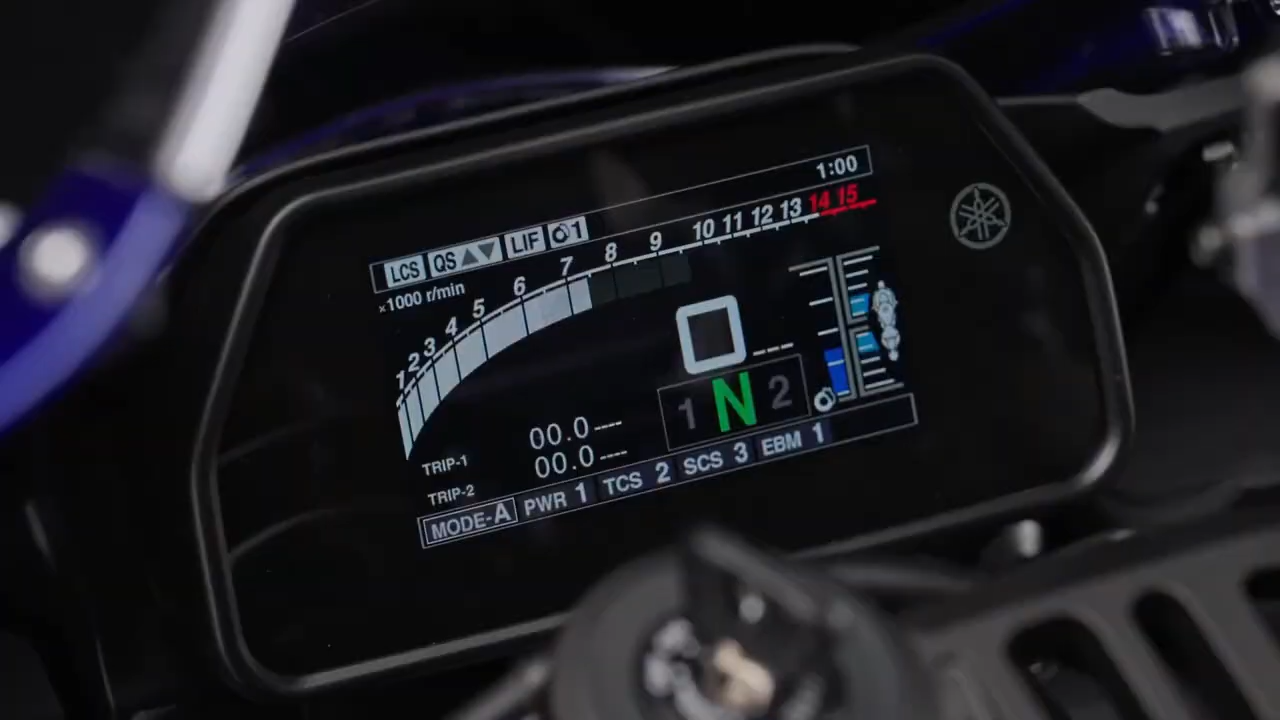 1:00
LCS QS LIF 1
×1000 r/min
1 2 3 4 5 6 7 8 9 10 11 12 13 14 15
0 ---
1 N 2
TRIP-1 00.0 ----
TRIP-2 00.0 ----
MODE-A PWR 1 TCS 2 SCS 3 EBM 1